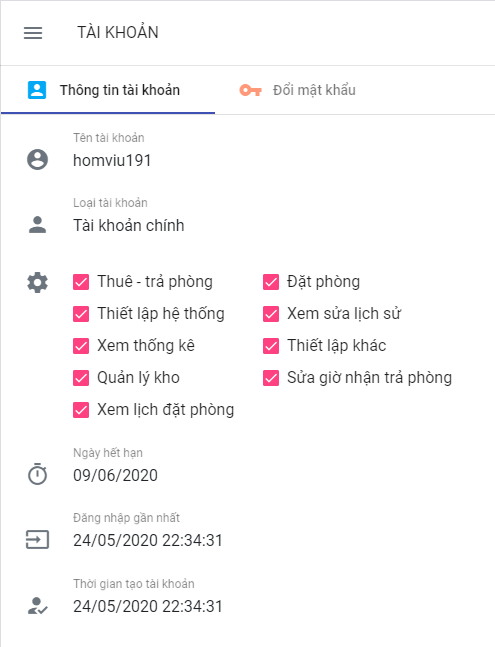 TÀI KHOẢN
Thông tin tài khoản
Đổi mật khẩu
Tên tài khoản
homviu191
Loại tài khoản
Tài khoản chính
Thuê - trả phòng
Đặt phòng
Thiết lập hệ thống
Xem sửa lịch sử
Xem thống kê
Thiết lập khác
Quản lý kho
Sửa giờ nhận trả phòng
Xem lịch đặt phòng
Ngày hết hạn
09/06/2020
Đăng nhập gần nhất
24/05/2020 22:34:31
Thời gian tạo tài khoản
24/05/2020 22:34:31